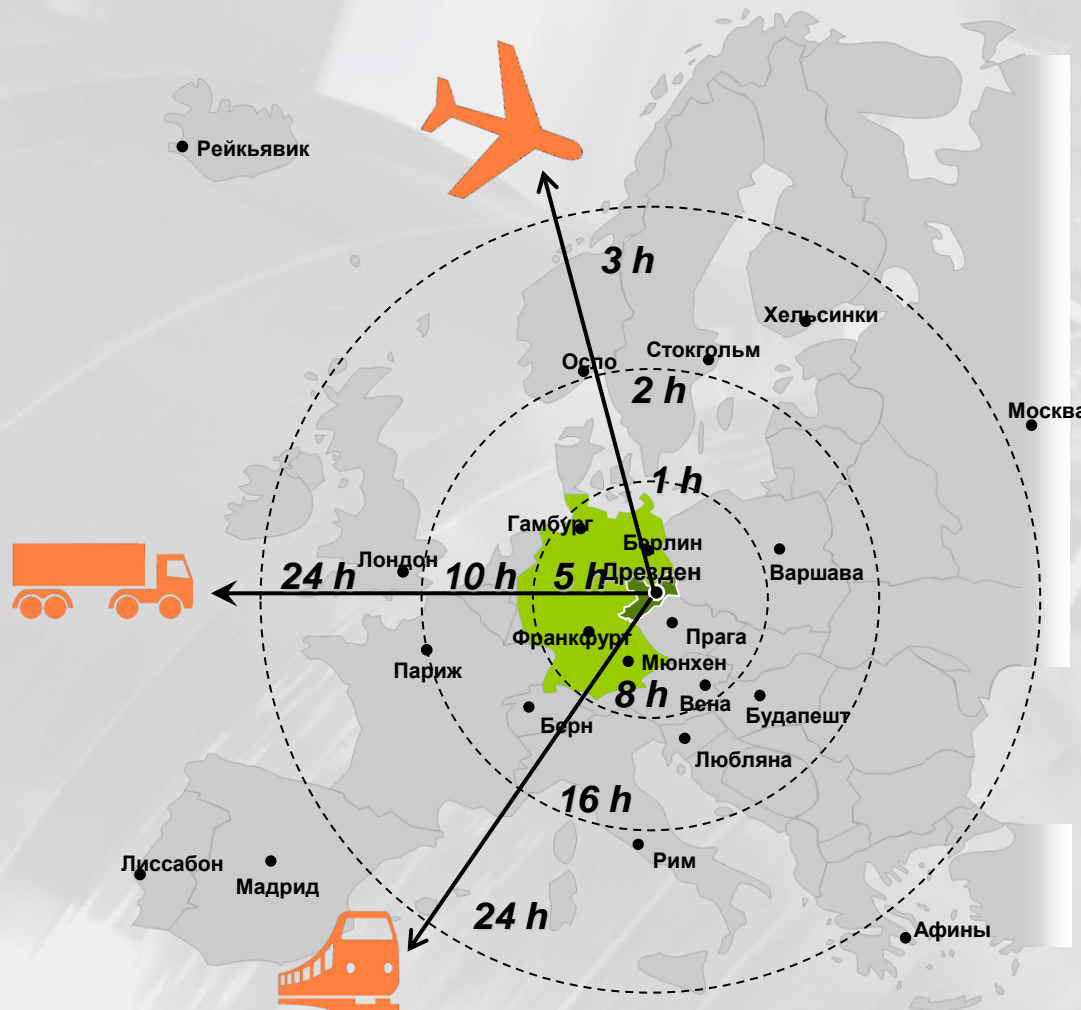 Рейкьявик
3 h
Хельсинки
Стокгольм
Осло
2 h
Москва
1 h
Гамбург
Берлин
Лондон
Варшава
24 h
10 h
5 h
Дрезден
Франкфурт
Прага
Париж
Мюнхен
8 h
Вена
Будапешт
Берн
Любляна
16 h
Рим
Лиссабон
Мадрид
24 h
Афины